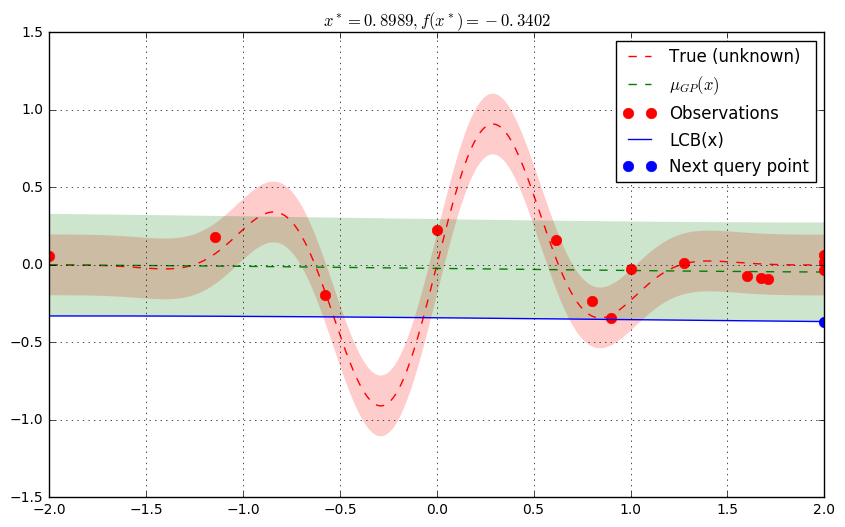 x* = 0.8989, f(x*) = −0.3402
1.5
1.0
0.5
0.0
−0.5
−1.0
−1.5
−2.0 −1.5 −1.0 −0.5 0.0 0.5 1.0 1.5 2.0
True (unknown)
μGP(x)
Observations
LCB(x)
Next query point